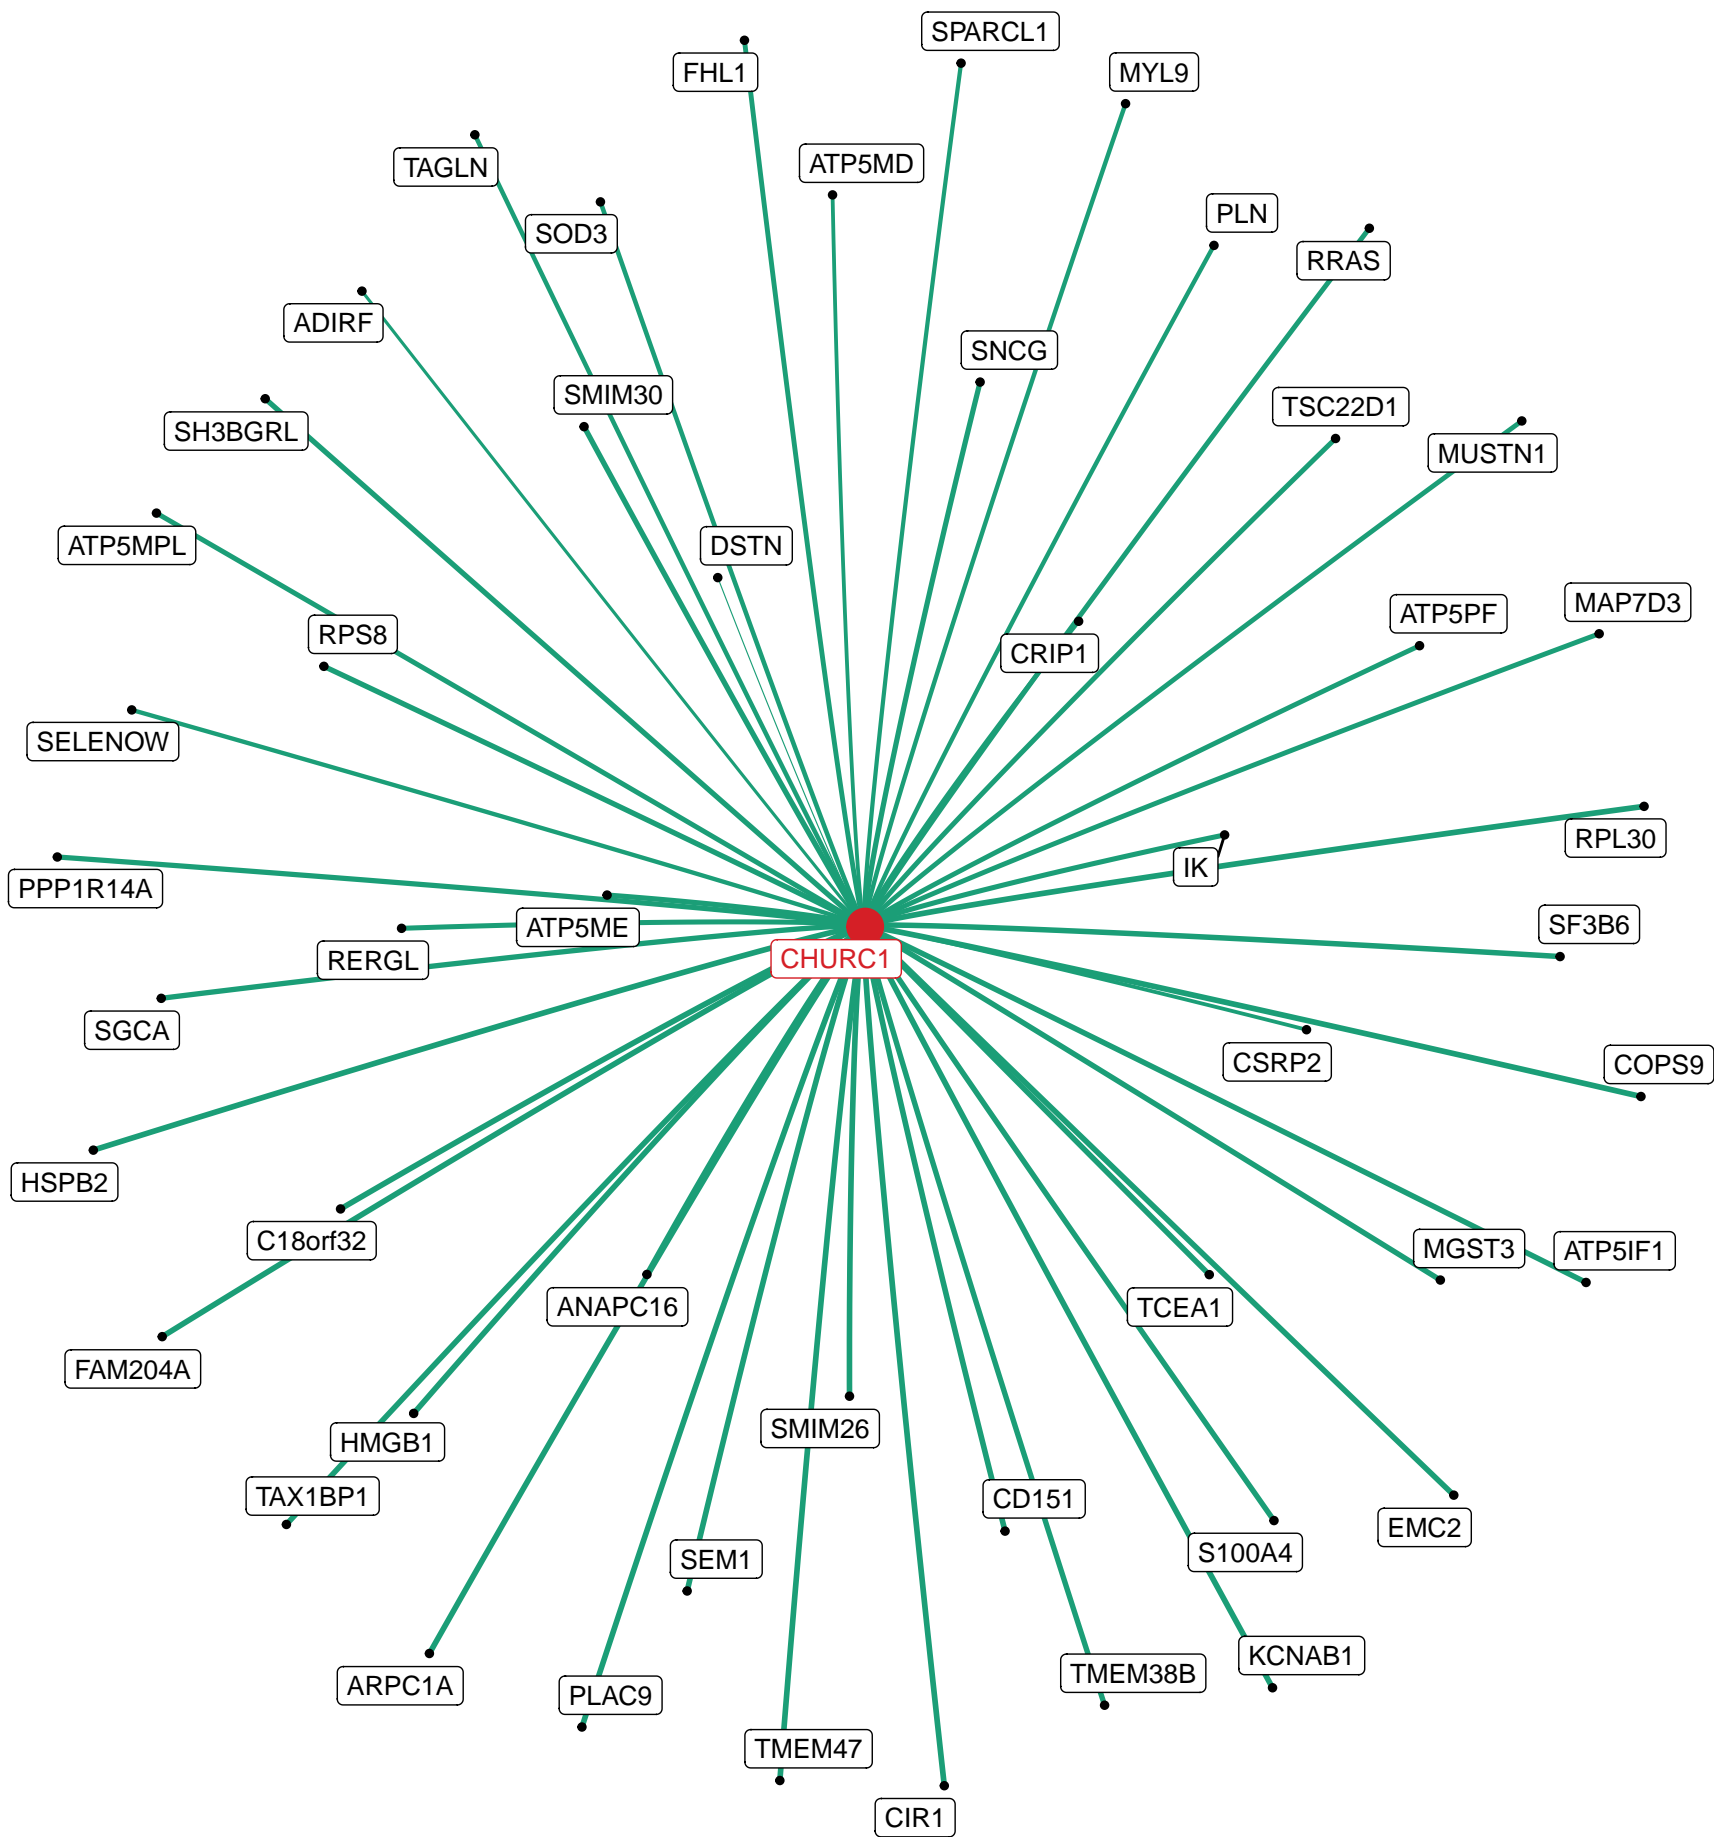 SPARCL1
FHL1
MYL9
ATP5MD
TAGLN
PLN
SOD3
RRAS
ADIRF
SNCG
SMIM30
TSC22D1
SH3BGRL
MUSTN1
ATP5MPL
DSTN
MAP7D3
ATP5PF
RPS8
CRIP1
SELENOW
RPL30
IK
PPP1R14A
SF3B6
ATP5ME
RERGL
CHURC1
SGCA
CSRP2
COPS9
HSPB2
C18orf32
MGST3
ATP5IF1
ANAPC16
TCEA1
FAM204A
SMIM26
HMGB1
TAX1BP1
CD151
EMC2
S100A4
SEM1
KCNAB1
TMEM38B
ARPC1A
PLAC9
TMEM47
CIR1